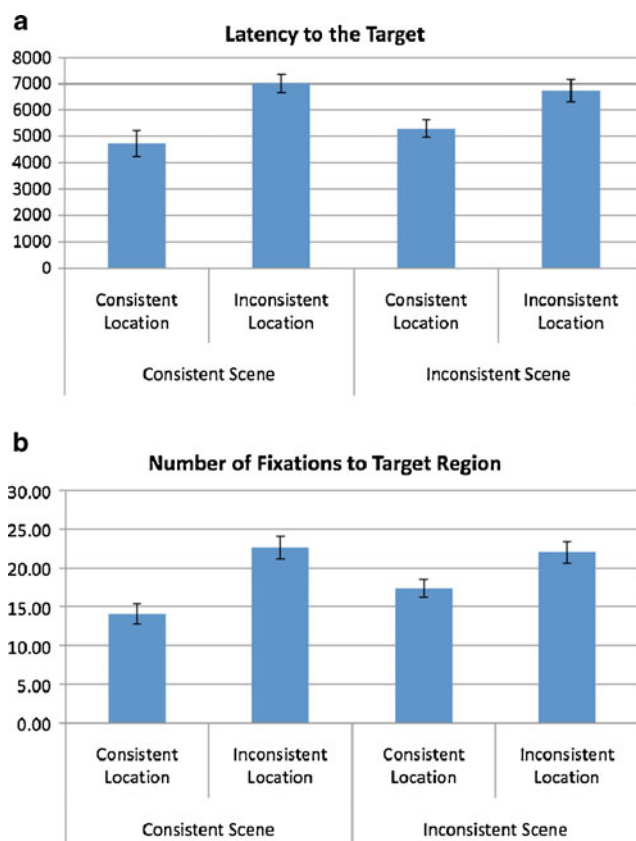 a
Latency to the Target
8000
7000
6000
5000
4000
3000
2000
1000
0
Consistent Location
Inconsistent Location
Consistent Location
Inconsistent Location
Consistent Scene
Inconsistent Scene
b
Number of Fixations to Target Region
30.00
25.00
20.00
15.00
10.00
5.00
0.00
Consistent Location
Inconsistent Location
Consistent Location
Inconsistent Location
Consistent Scene
Inconsistent Scene